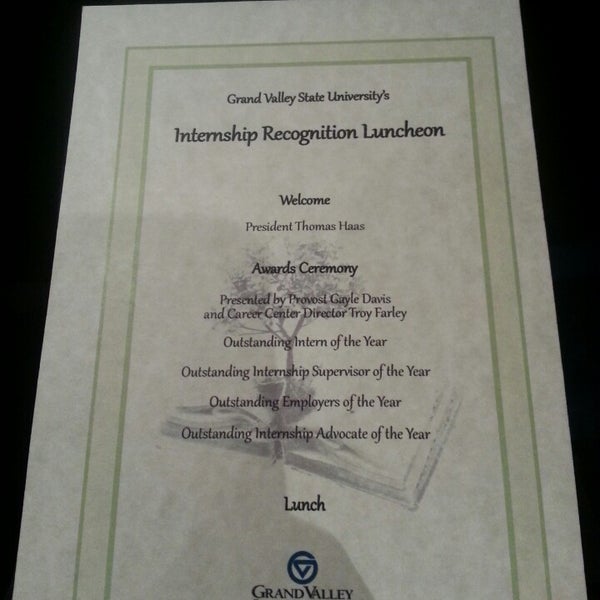 Grand Valley State University's
Internship Recognition Luncheon
Welcome
President Thomas Haas
Awards Ceremony
Presented by Provost Gayle Davis
and Career Center Director Troy Farley
Outstanding Intern of the Year
Outstanding Internship Supervisor of the Year
Outstanding Employers of the Year
Outstanding Internship Advocate of the Year
Lunch
GRANDVALLEY